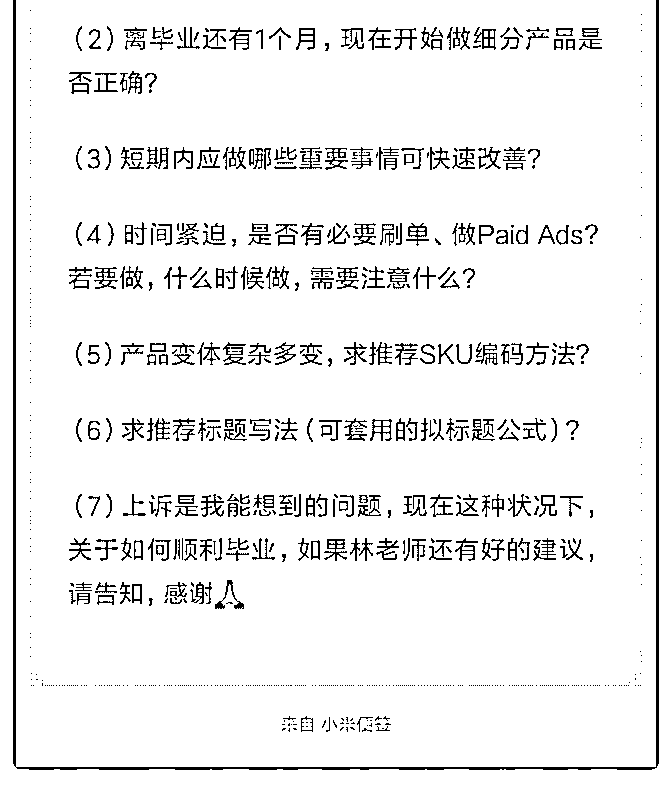 （2）离毕业还有1个月，现在开始做细分产品是
否正确？
（3）短期内应做哪些重要事情可快速改善？
（4）时间紧迫，是否有必要刷单、做Paid Ads？
若要做，什么时候做，需要注意什么？
（5）产品变体复杂多变，求推荐SKU编码方法？
（6）求推荐标题写法（可套用的拟标题公式）？
（7）上诉是我能想到的问题，现在这种状况下，
关于如何顺利毕业，如果林老师还有好的建议，
请告知，感谢🙏
来自 小米便签